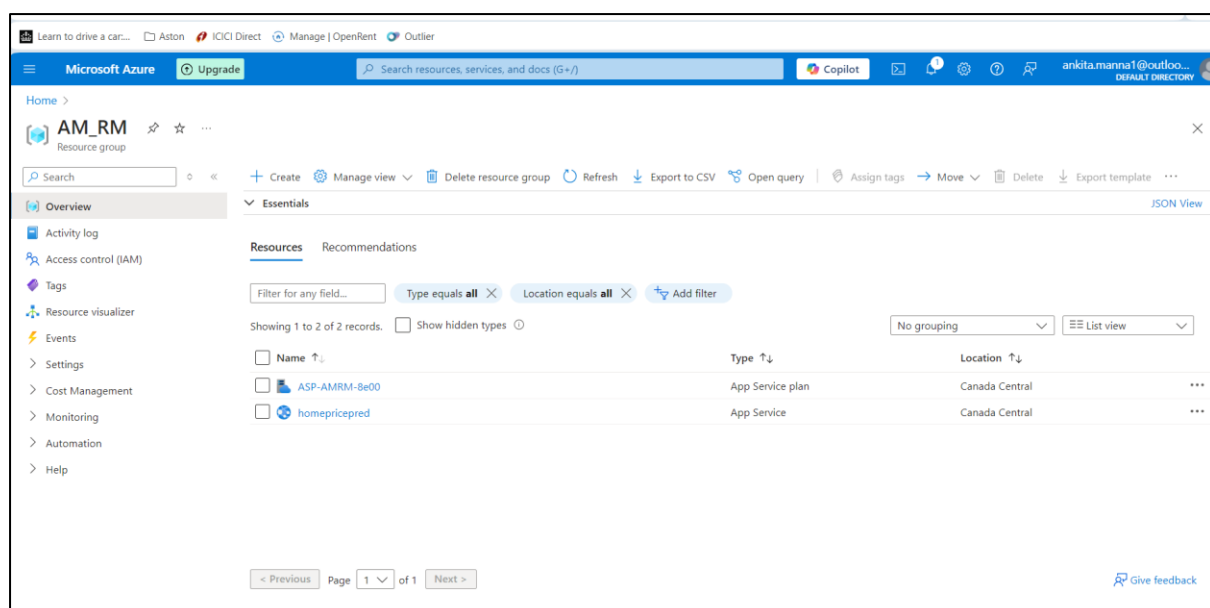 Learn to drive a car:... Aston ICICI Direct Manage | OpenRent Outlier
Microsoft Azure Upgrade Search resources, services, and docs (G+/) Copilot 1 ankita.manna1@outloo...
DEFAULT DIRECTORY
Home >
AM_RM ...
Resource group
Search « + Create Manage view Delete resource group Refresh Export to CSV Open query Assign tags Move Delete Export template ...
Overview Essentials JSON View
Activity log
Resources Recommendations
Access control (IAM)
Tags Filter for any field... Type equals all Location equals all Add filter
Resource visualizer
Showing 1 to 2 of 2 records. Show hidden types No grouping List view
Events
Settings Name Type Location
Cost Management ASP-AMRM-8e00 App Service plan Canada Central ...
Monitoring homepricepred App Service Canada Central ...
Automation
Help
< Previous Page 1 of 1 Next > Give feedback